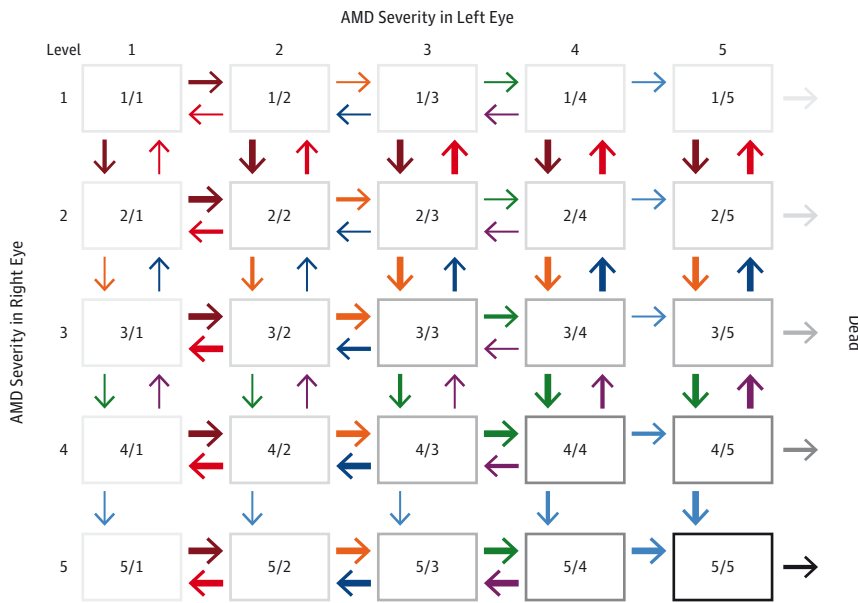 AMD Severity in Left Eye
Level 1 2 3 4 5
1 1/1 1/2 1/3 1/4 1/5
2 2/1 2/2 2/3 2/4 2/5
3 3/1 3/2 3/3 3/4 3/5
4 4/1 4/2 4/3 4/4 4/5
5 5/1 5/2 5/3 5/4 5/5
AMD Severity in Right Eye
Dead